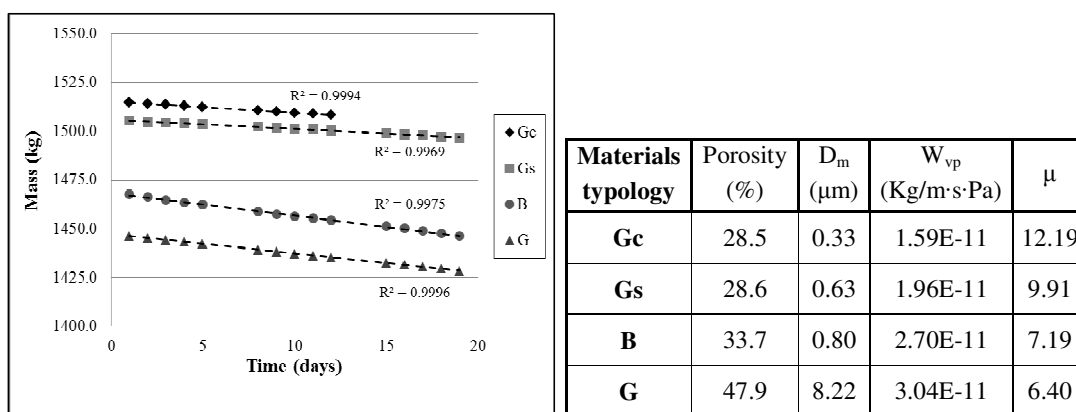 1550.0
1525.0
1500.0
1475.0
1450.0
1425.0
1400.0
Mass (kg)
0 5 10 15 20
Time (days)
R² = 0.9994
R² = 0.9969
R² = 0.9975
R² = 0.9996
Gc
Gs
B
G
Materials typology Porosity (%) Dm (μm) Wvp (Kg/m·s·Pa) μ
Gc 28.5 0.33 1.59E-11 12.19
Gs 28.6 0.63 1.96E-11 9.91
B 33.7 0.80 2.70E-11 7.19
G 47.9 8.22 3.04E-11 6.40